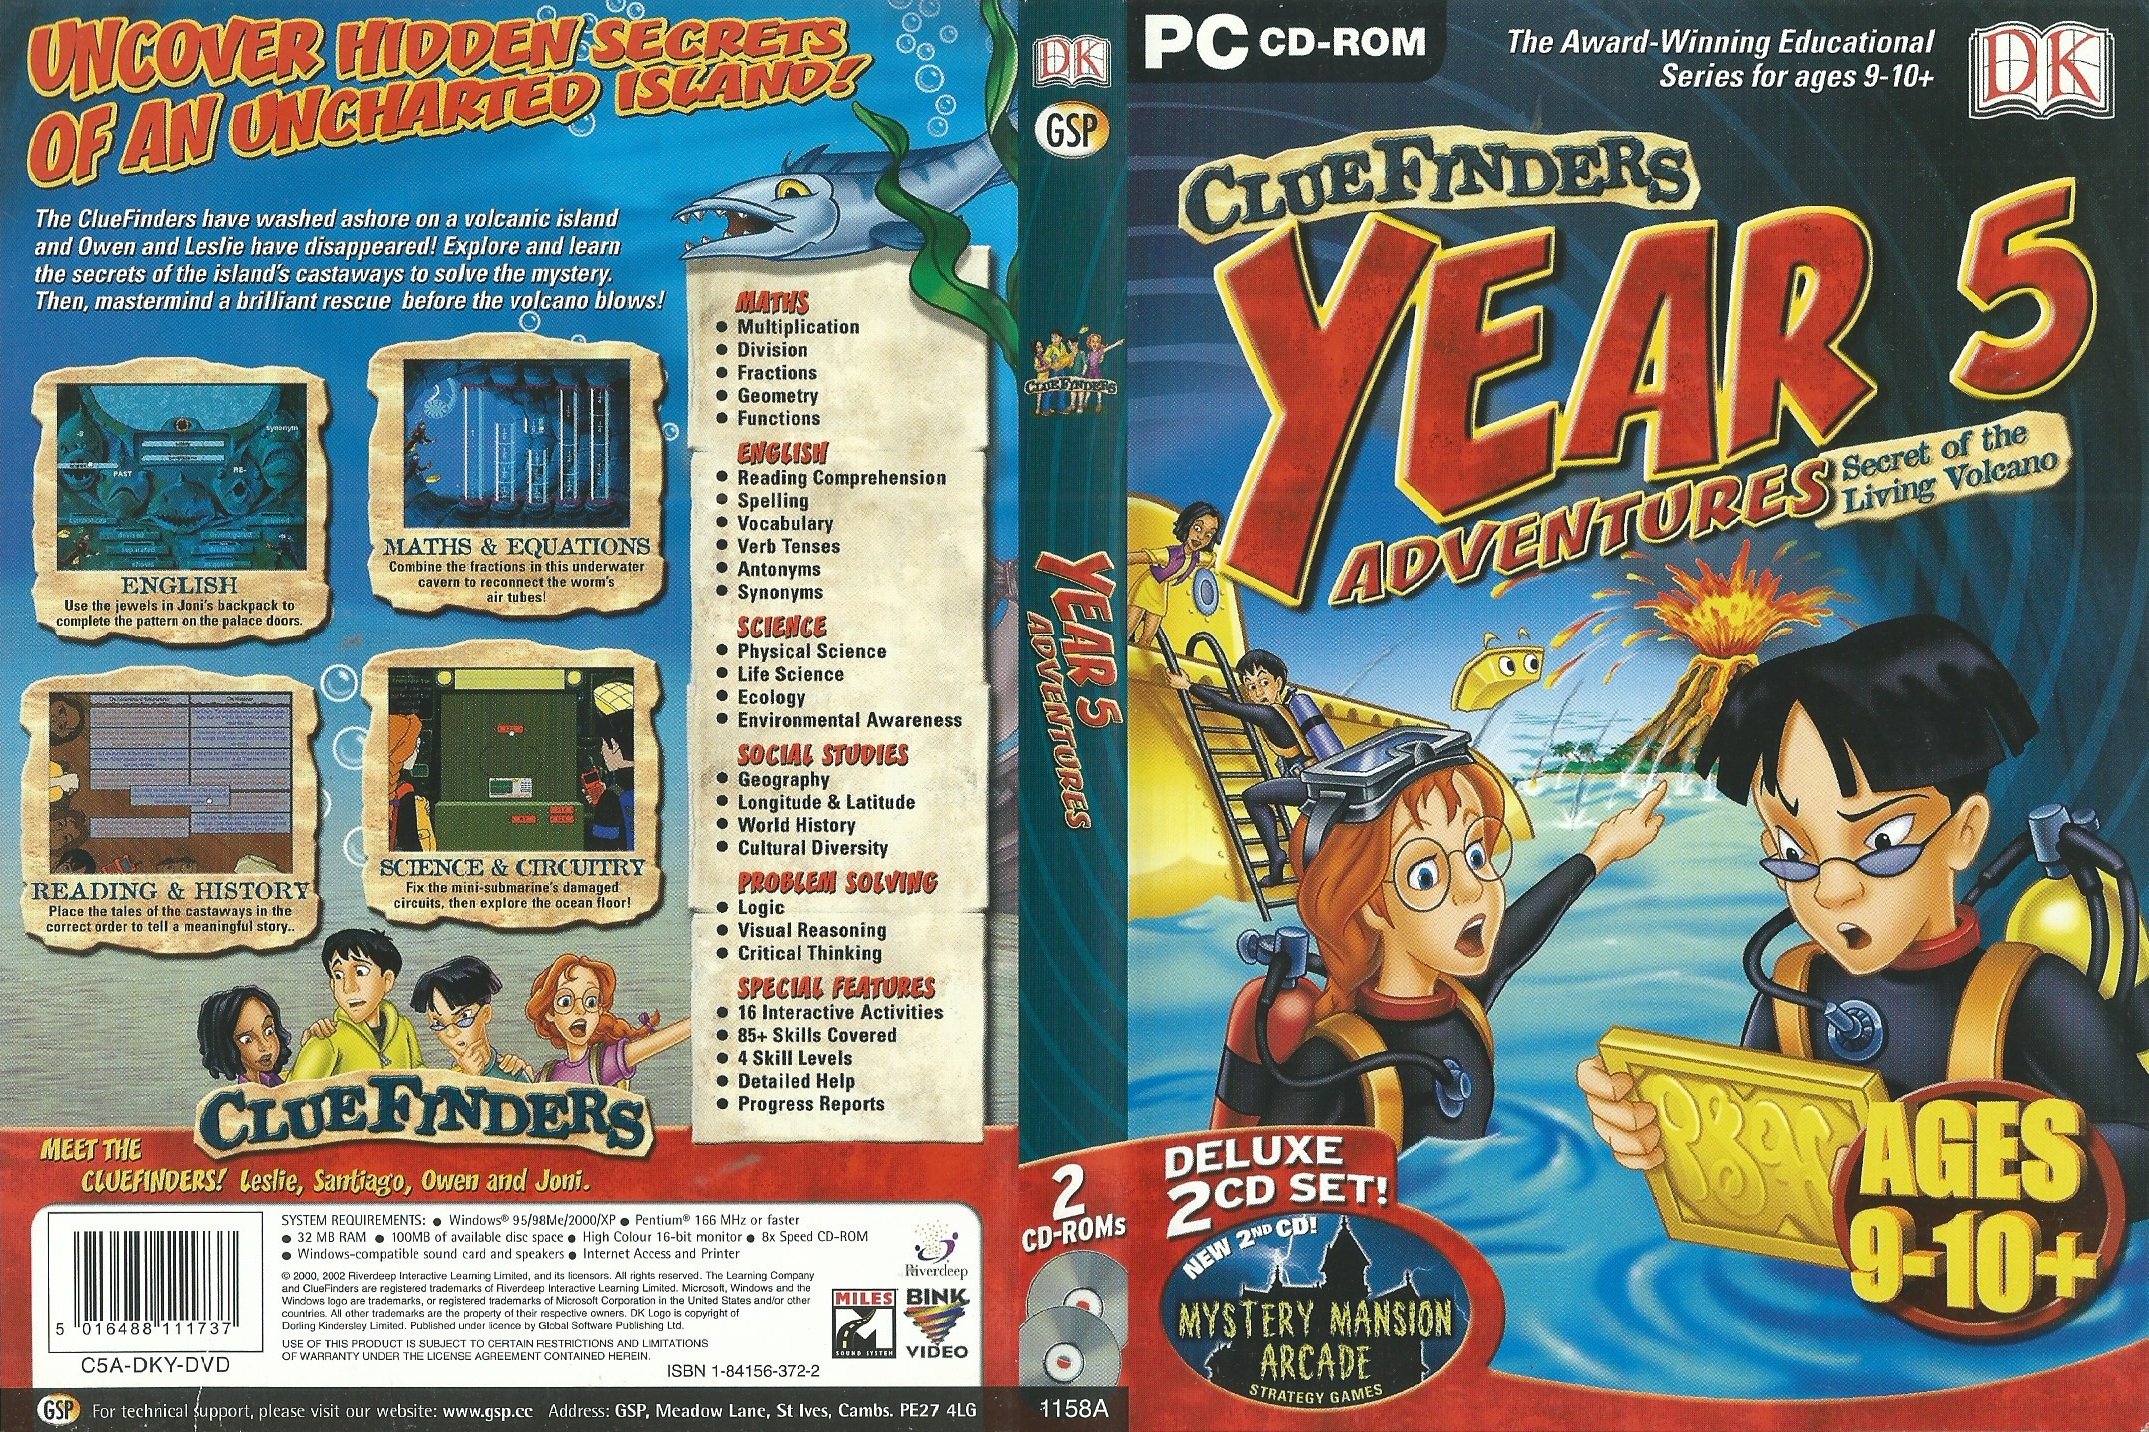 UNCOVER HIDDEN SECRETS
OF AN UNCHARTED ISLAND!
The ClueFinders have washed ashore on a volcanic island
and Owen and Leslie have disappeared! Explore and learn
the secrets of the island's castaways to solve the mystery.
Then, mastermind a brilliant rescue before the volcano blows!
-s
synonym
PAST
RE-
ENGLISH
Use the jewels in Joni's backpack to
complete the pattern on the palace doors.
MATHS & EQUATIONS
Combine the fractions in this underwater
cavern to reconnect the worm's
air tubes!
READING & HISTORY
Place the tales of the castaways in the
correct order to tell a meaningful story..
SCIENCE & CIRCUITRY
Fix the mini-submarine's damaged
circuits, then explore the ocean floor!
MATHS
• Multiplication
• Division
• Fractions
• Geometry
• Functions
ENGLISH
• Reading Comprehension
• Spelling
• Vocabulary
• Verb Tenses
• Antonyms
• Synonyms
SCIENCE
• Physical Science
• Life Science
• Ecology
• Environmental Awareness
SOCIAL STUDIES
• Geography
• Longitude & Latitude
• World History
• Cultural Diversity
PROBLEM SOLVING
• Logic
• Visual Reasoning
• Critical Thinking
SPECIAL FEATURES
• 16 Interactive Activities
• 85+ Skills Covered
• 4 Skill Levels
• Detailed Help
• Progress Reports
CLUEFINDERS
MEET THE
CLUEFINDERS! Leslie, Santiago, Owen and Joni.
5 016488 111737
C5A-DKY-DVD
SYSTEM REQUIREMENTS: • Windows® 95/98Me/2000/XP • Pentium® 166 MHz or faster
• 32 MB RAM • 100MB of available disc space • High Colour 16-bit monitor • 8x Speed CD-ROM
• Windows-compatible sound card and speakers • Internet Access and Printer
© 2000, 2002 Riverdeep Interactive Learning Limited, and its licensors. All rights reserved. The Learning Company
and ClueFinders are registered trademarks of Riverdeep Interactive Learning Limited. Microsoft, Windows and the
Windows logo are trademarks, or registered trademarks of Microsoft Corporation in the United States and/or other
countries. All other trademarks are the property of their respective owners. DK Logo is copyright of
Dorling Kindersley Limited. Published under licence by Global Software Publishing Ltd.
USE OF THIS PRODUCT IS SUBJECT TO CERTAIN RESTRICTIONS AND LIMITATIONS
OF WARRANTY UNDER THE LICENSE AGREEMENT CONTAINED HEREIN.
ISBN 1-84156-372-2
Riverdeep
MILES
SOUND SYSTEM
BINK
VIDEO
GSP
For technical support, please visit our website: www.gsp.cc Address: GSP, Meadow Lane, St Ives, Cambs. PE27 4LG
DK
GSP
CLUEFINDERS
YEAR 5
ADVENTURES
2
CD-ROMs
1158A
PC CD-ROM
The Award-Winning Educational
Series for ages 9-10+
DK
CLUEFINDERS
YEAR 5
ADVENTURES
Secret of the
Living Volcano
DELUXE
2CD SET!
NEW 2ND CD!
MYSTERY MANSION
ARCADE
STRATEGY GAMES
AGES
9-10+